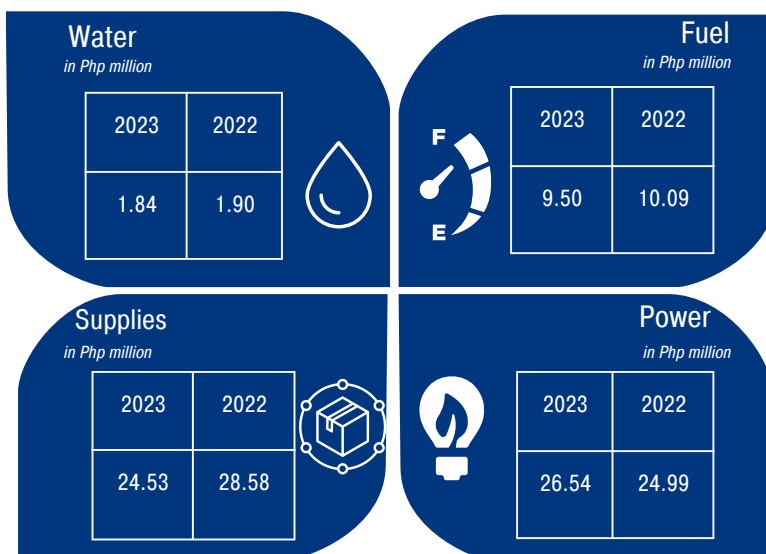 Water
in Php million
2023 2022
1.84 1.90
Fuel
in Php million
F
E
2023 2022
9.50 10.09
Supplies
in Php million
2023 2022
24.53 28.58
Power
in Php million
2023 2022
26.54 24.99